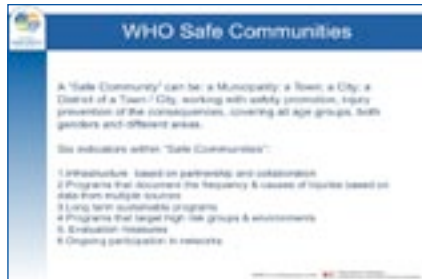 WHO Safe Communities
A "Safe Community" can be: a Municipality; a Town; a City; a
District of a Town / City, working with safety promotion, injury
prevention of the consequences, covering all age groups, both
genders and different areas.
Six indicators within "Safe Communities":
1.Infrastructure based on partnership and collaboration
2.Programs that document the frequency & causes of injuries based on
data from multiple sources
3.Long term sustainable programs
4.Programs that target high risk groups & environments
5. Evaluation measures
6.Ongoing participation in networks